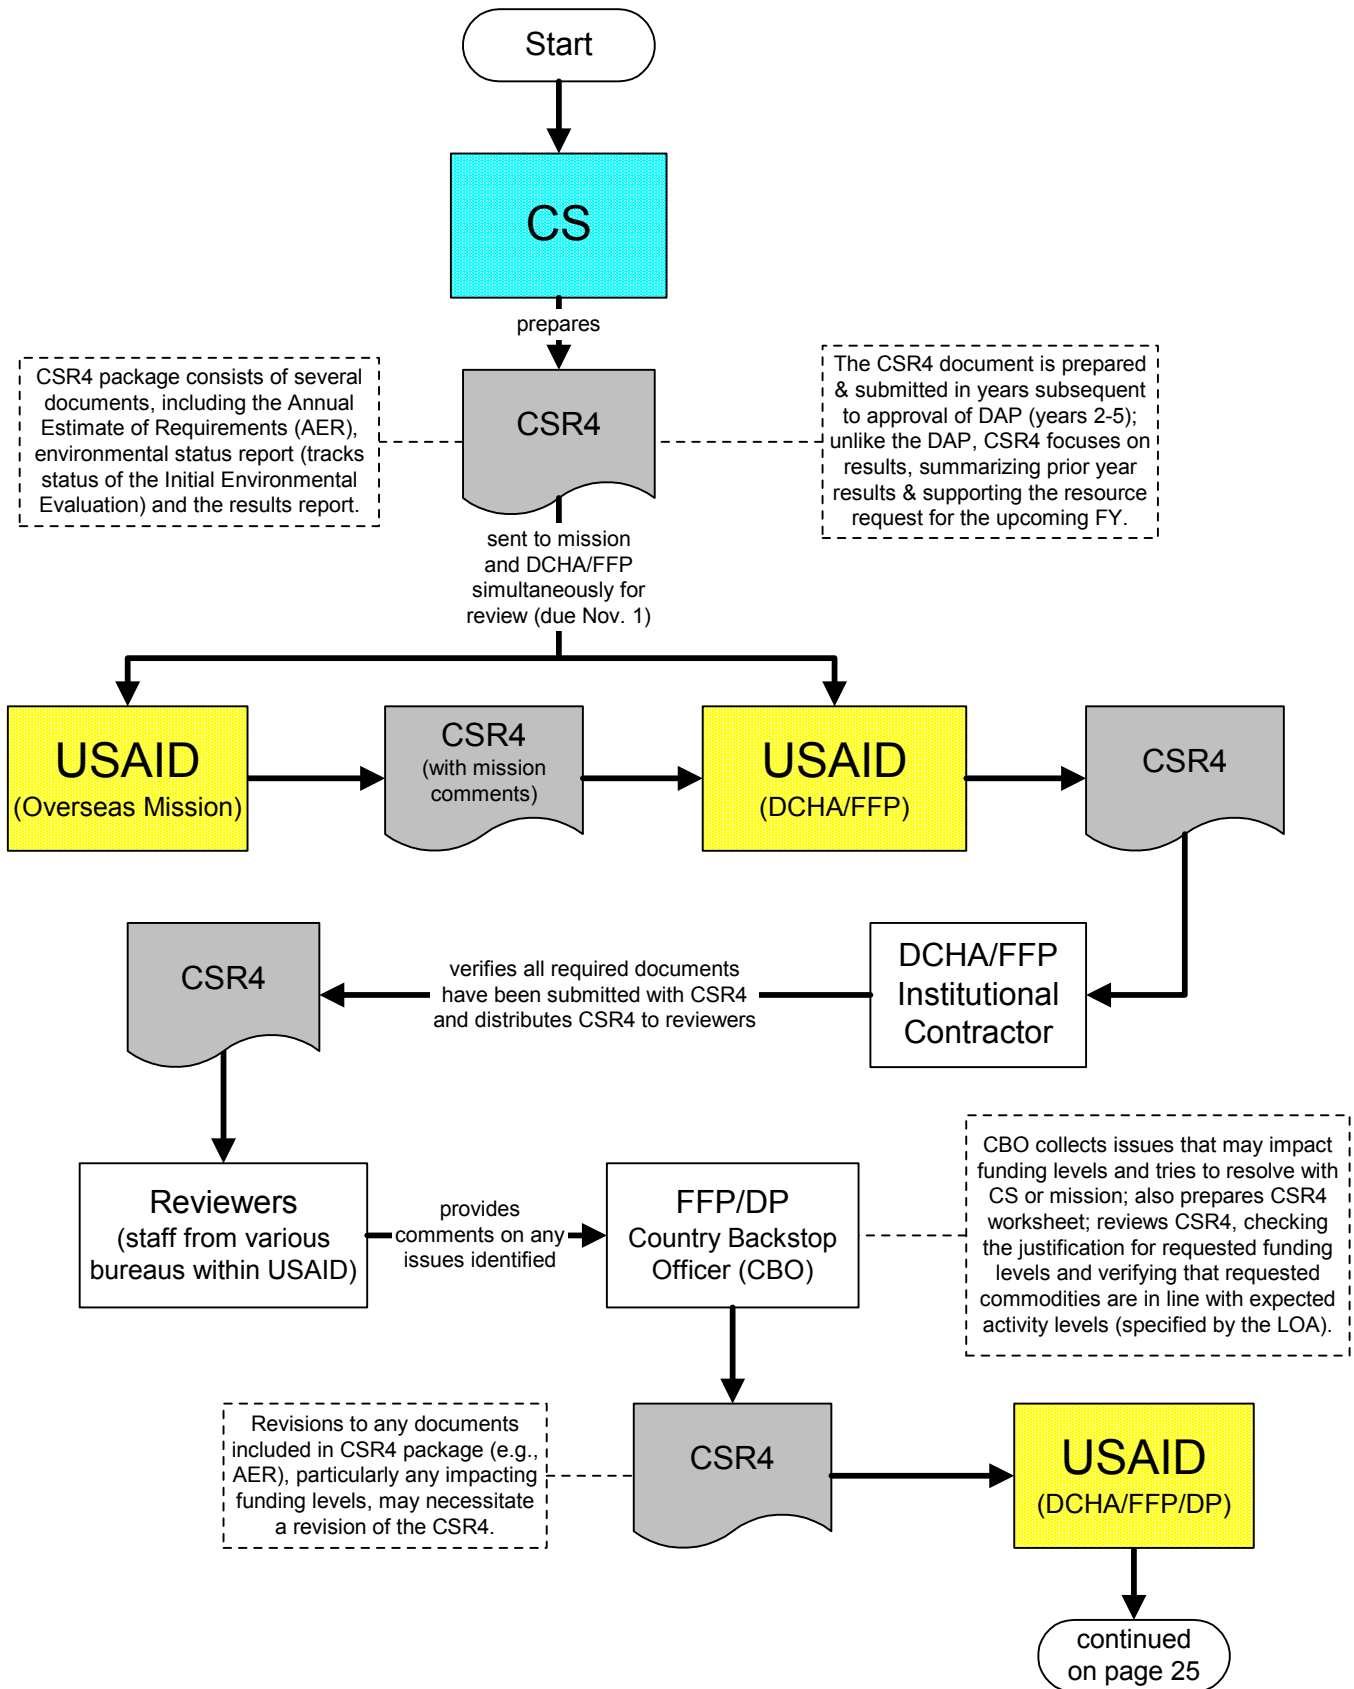 Start
CS
prepares
CSR4 package consists of several
documents, including the Annual
Estimate of Requirements (AER),
environmental status report (tracks
status of the Initial Environmental
Evaluation) and the results report.
CSR4
The CSR4 document is prepared
& submitted in years subsequent
to approval of DAP (years 2-5);
unlike the DAP, CSR4 focuses on
results, summarizing prior year
results & supporting the resource
request for the upcoming FY.
sent to mission
and DCHA/FFP
simultaneously for
review (due Nov. 1)
USAID
(Overseas Mission)
CSR4
(with mission
comments)
USAID
(DCHA/FFP)
CSR4
CSR4
verifies all required documents
have been submitted with CSR4
and distributes CSR4 to reviewers
DCHA/FFP
Institutional
Contractor
Reviewers
(staff from various
bureaus within USAID)
provides
comments on any
issues identified
FFP/DP
Country Backstop
Officer (CBO)
CBO collects issues that may impact
funding levels and tries to resolve with
CS or mission; also prepares CSR4
worksheet; reviews CSR4, checking
the justification for requested funding
levels and verifying that requested
commodities are in line with expected
activity levels (specified by the LOA).
Revisions to any documents
included in CSR4 package (e.g.,
AER), particularly any impacting
funding levels, may necessitate
a revision of the CSR4.
CSR4
USAID
(DCHA/FFP/DP)
continued
on page 25